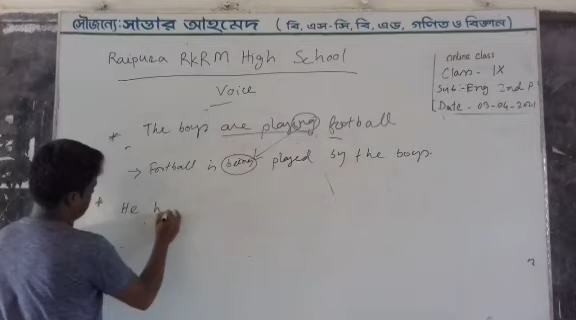 সৌজন্যে: সাত্তার আহমেদ (বি, এস-সি, বি, এড, গণিত ও বিজ্ঞান)
Raipura RKRM High School
Voice
online class
Class - IX
Sub:-Eng 2nd P.
Date - 03-04-2021
* The boys are playing football
→ Football is being played by the boys.
* He h